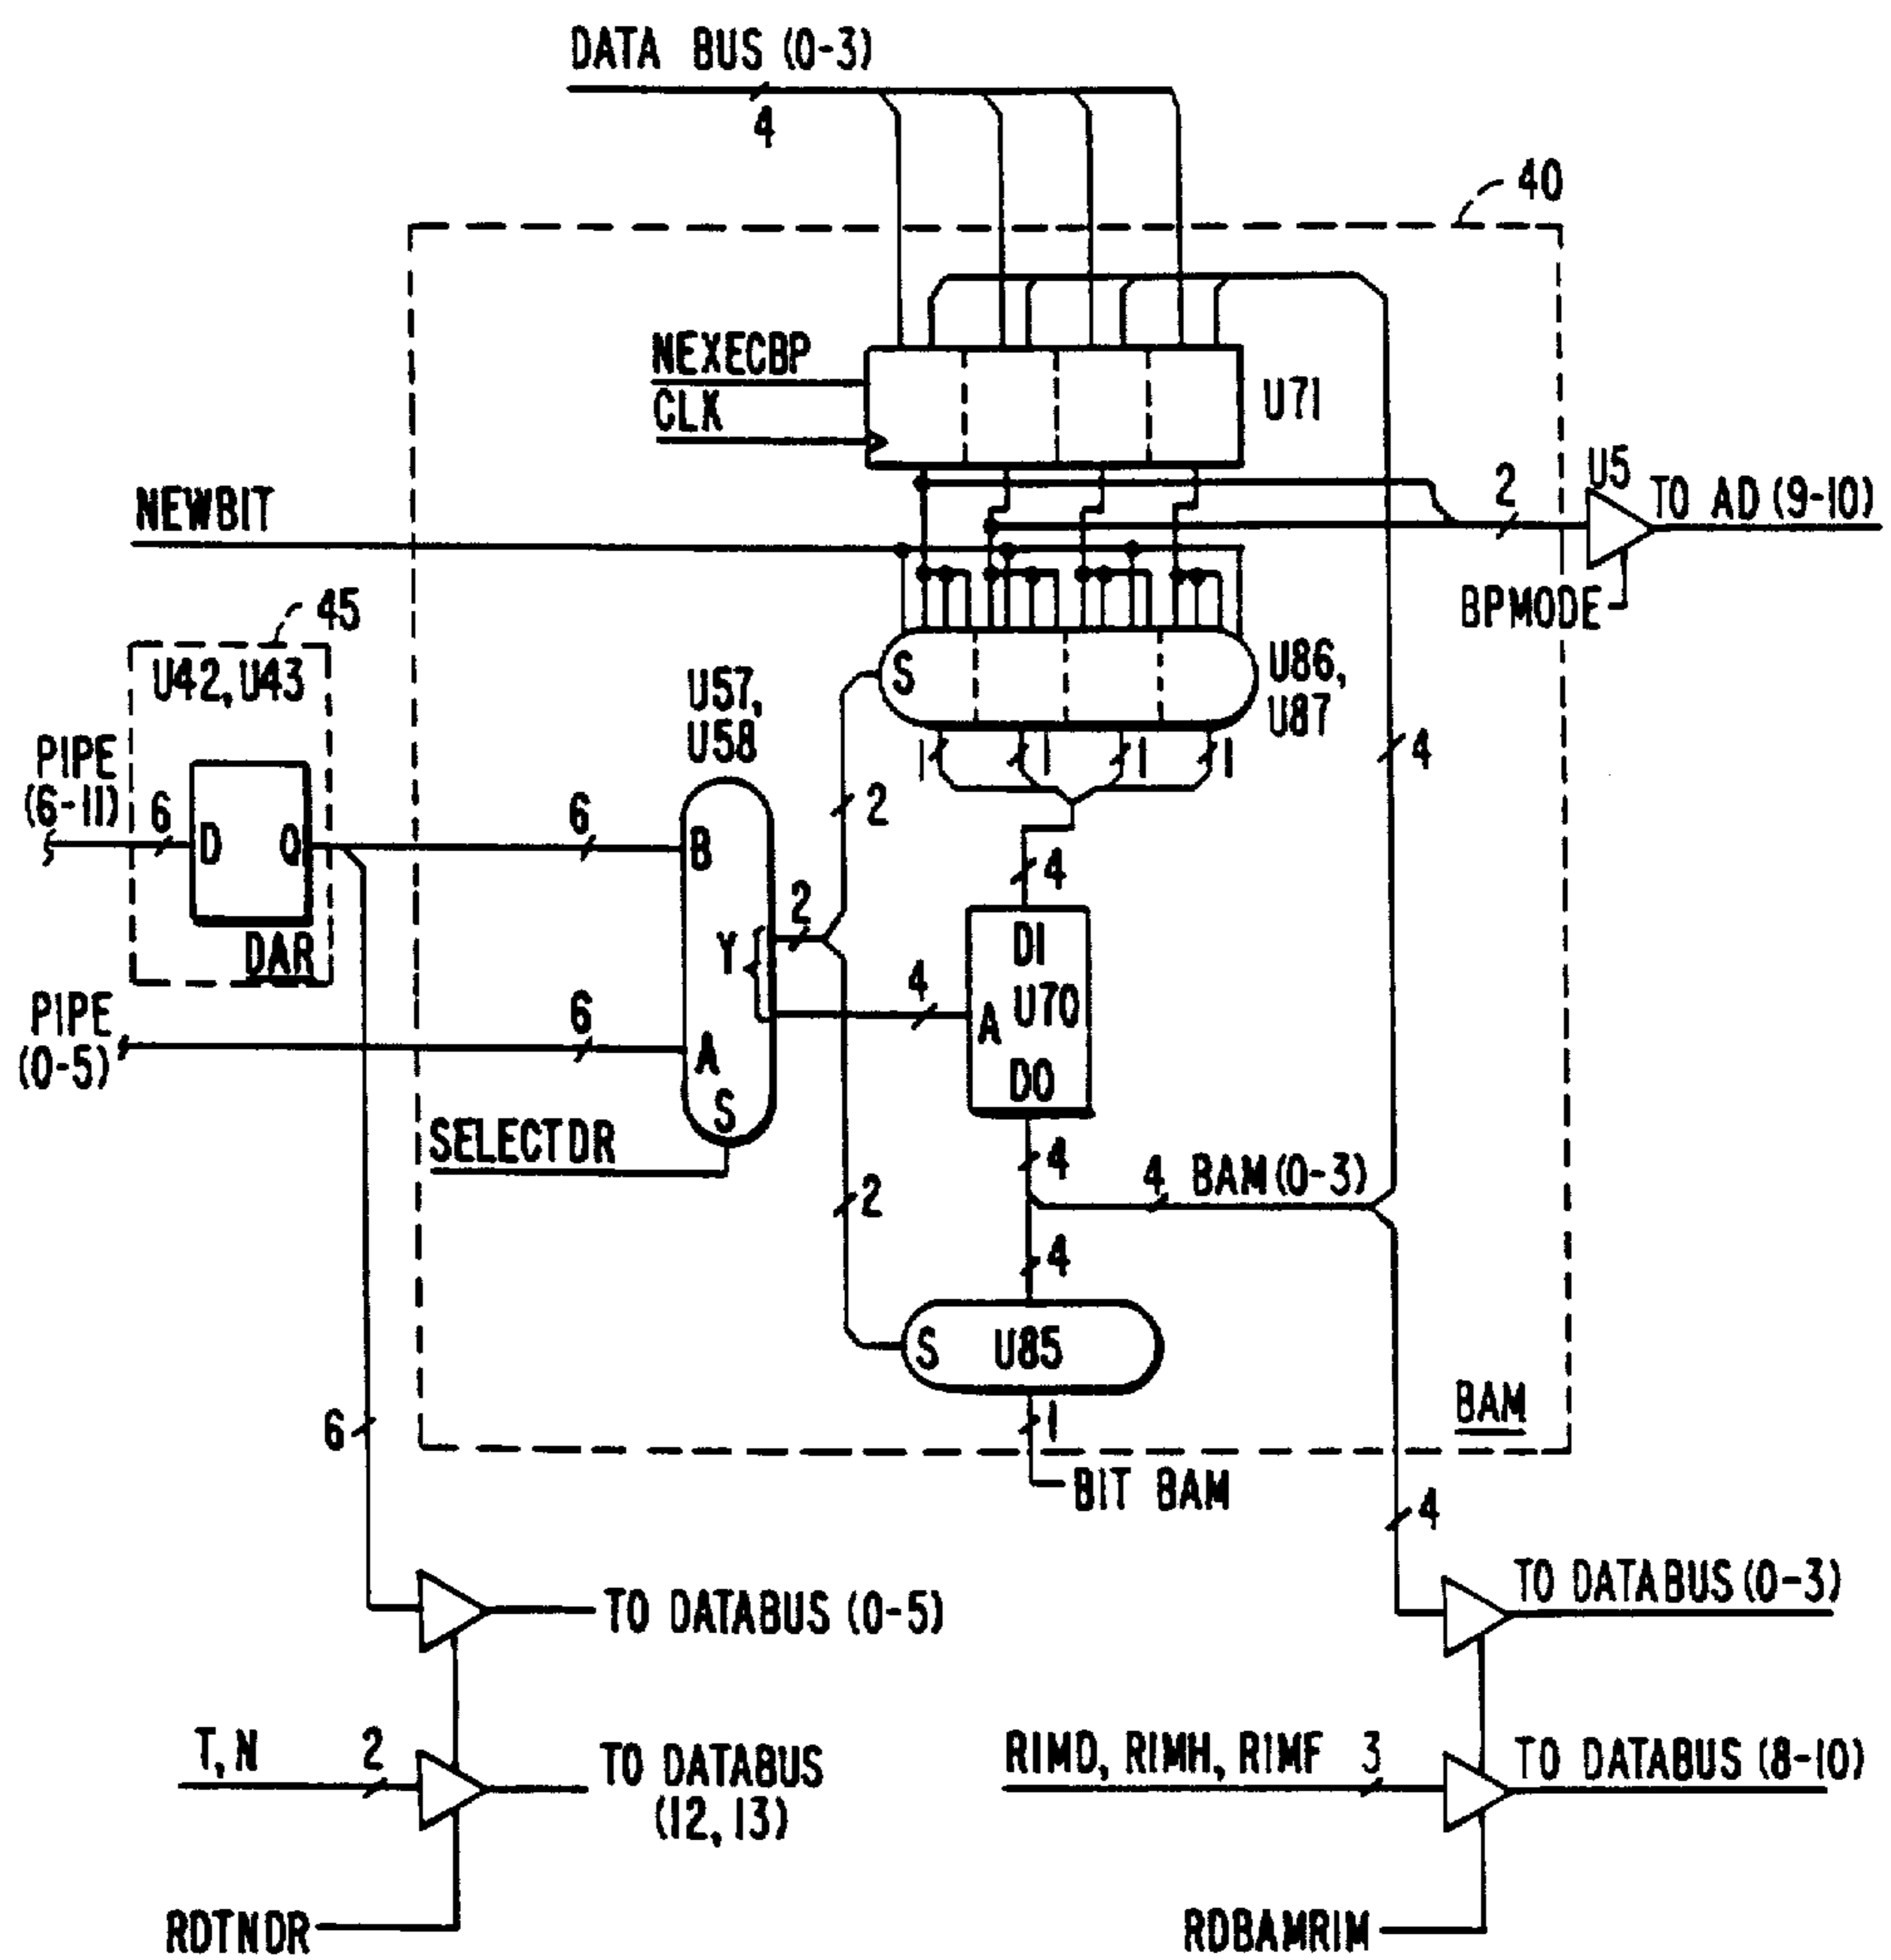 DATA BUS (0-3)
4
40
NEXECBP
CLK
U71
NEWBIT
2
U5
TO AD (9-10)
BPMODE
45
U42, U43
S
U86,
U87
U57,
U58
PIPE
(6-11)
6
D
Q
DAR
6
B
2
1
1
1
1
4
2
Y
4
4
DI
U70
A
DO
PIPE
(0-5)
6
A
S
SELECTDR
4
4 BAM (0-3)
2
4
S
U85
1
BAM
BIT BAM
6
4
TO DATABUS (0-5)
TO DATABUS (0-3)
T, N
2
TO DATABUS
(12, 13)
RIMD, RIMH, RIMF
3
TO DATABUS (8-10)
RDTNDR
RDBAMRIM